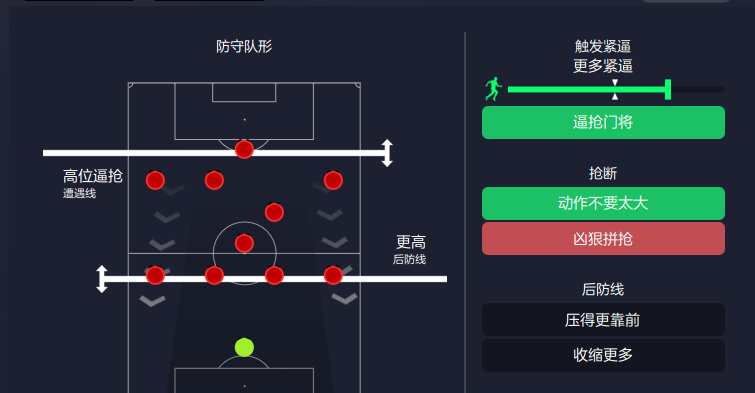 防守队形
高位逼抢
遭遇线
更高
后防线
触发紧逼
更多紧逼
逼抢门将
抢断
动作不要太大
凶狠拼抢
后防线
压得更靠前
收缩更多